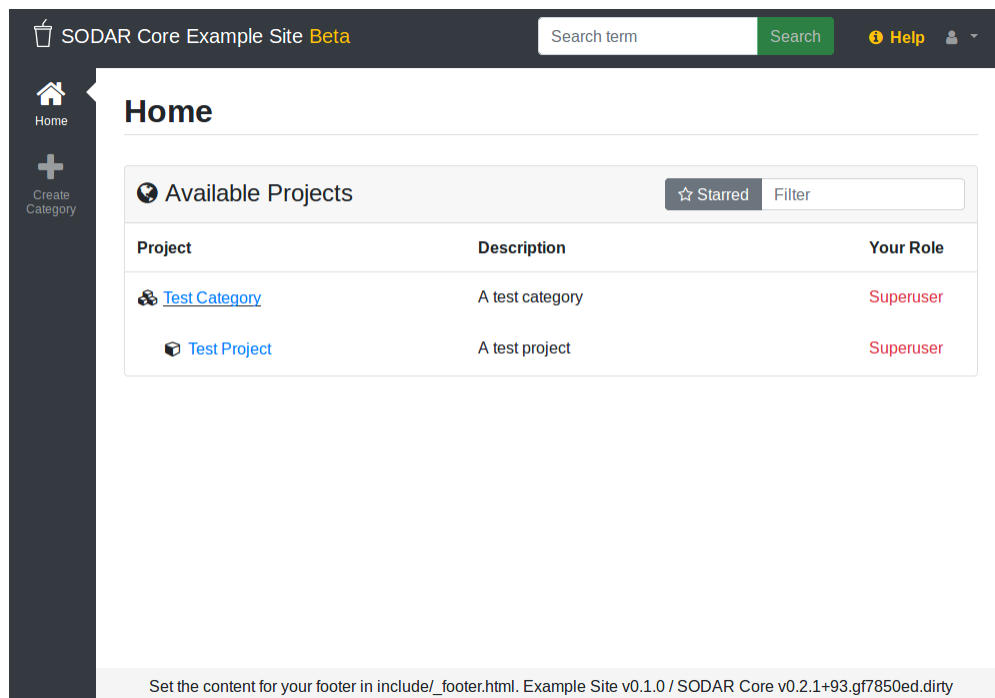 SODAR Core Example Site Beta
Search term
Search
Help
Home
Create
Category
Home
Available Projects
Starred
Filter
Project Description Your Role
Test Category A test category Superuser
Test Project A test project Superuser
Set the content for your footer in include/_footer.html. Example Site v0.1.0 / SODAR Core v0.2.1+93.gf7850ed.dirty